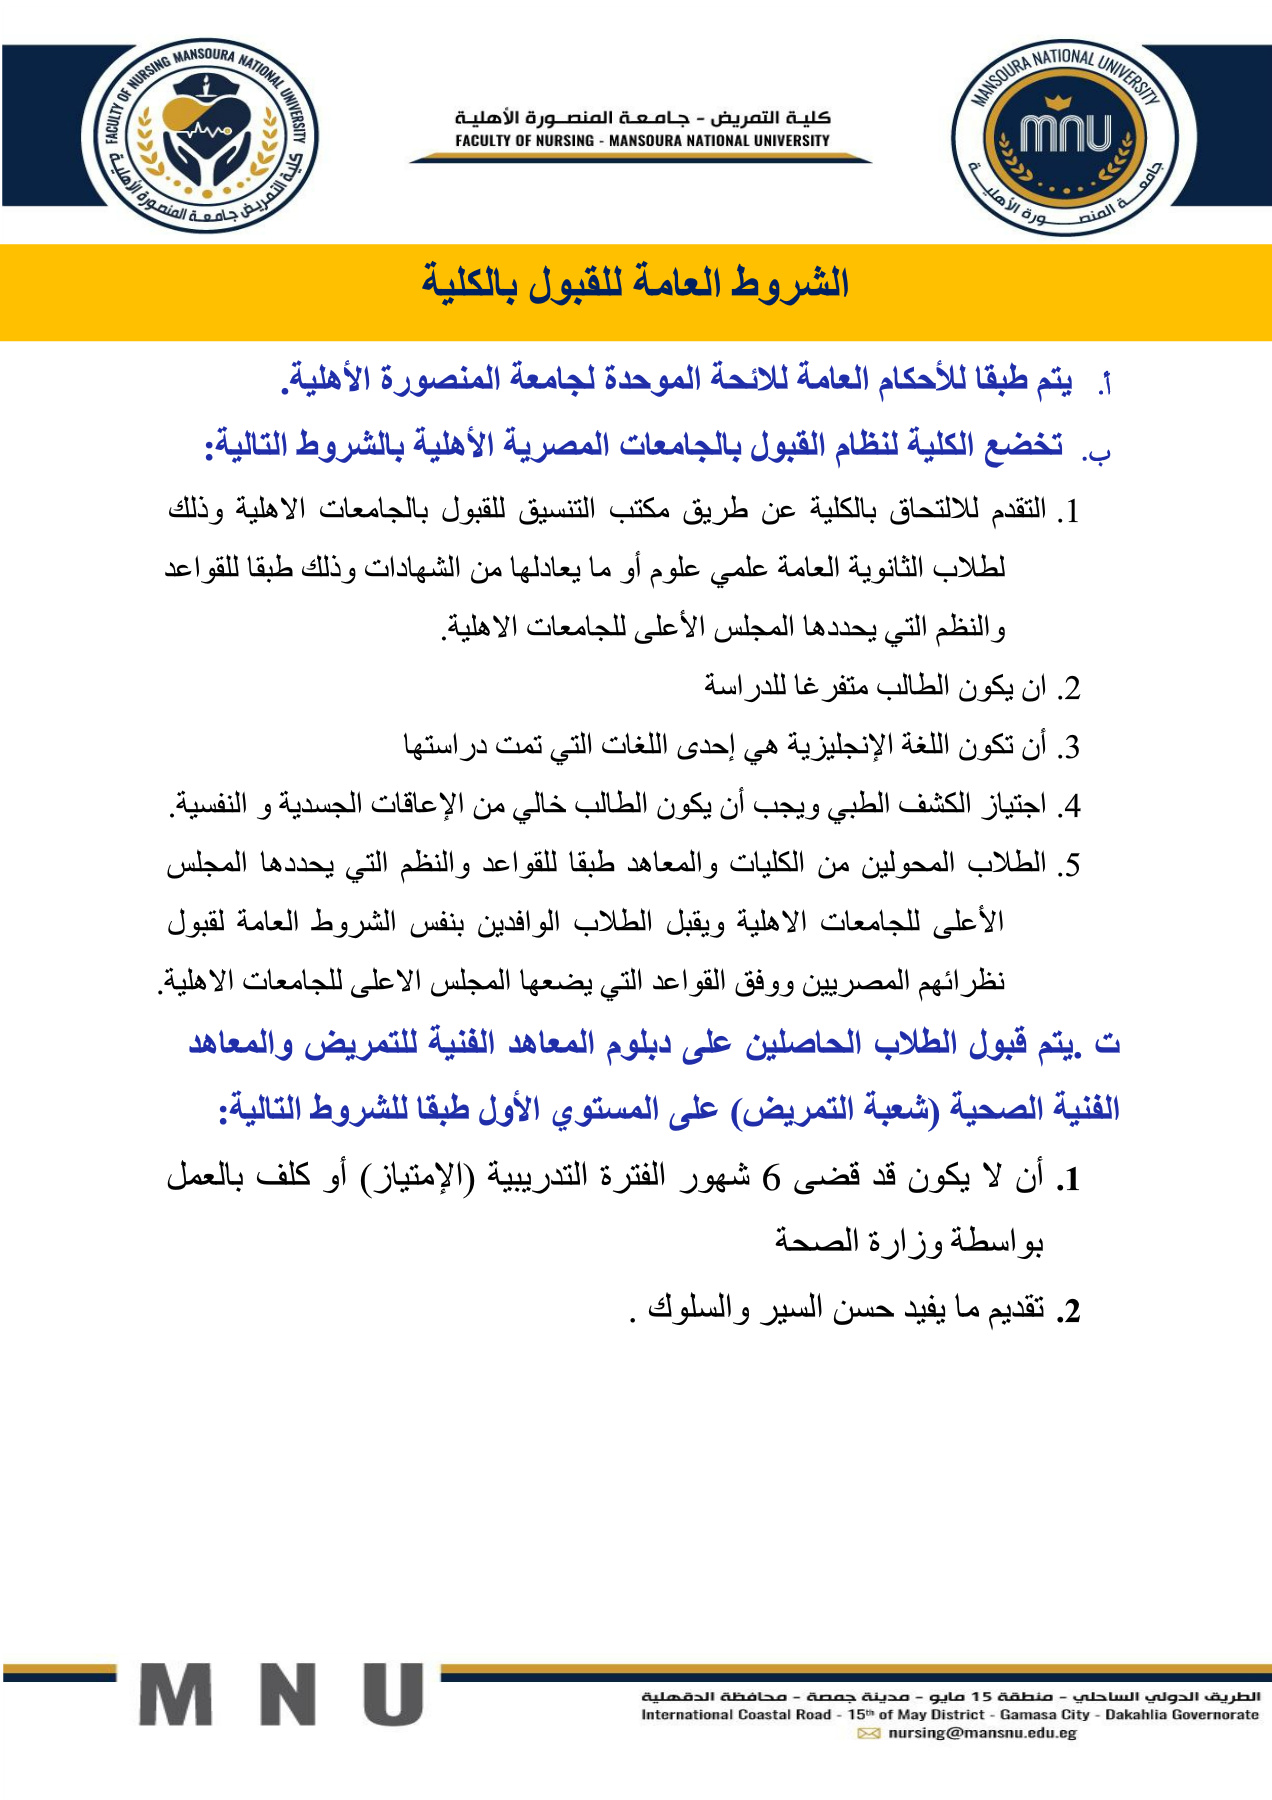 FACULTY OF NURSING MANSOURA NATIONAL UNIVERSITY
كلية التمريض جامعة المنصورة الأهلية
كلية التمريض - جامعة المنصورة الأهلية
FACULTY OF NURSING - MANSOURA NATIONAL UNIVERSITY
MANSOURA NATIONAL UNIVERSITY
mnu
جامعة المنصورة الأهلية
الشروط العامة للقبول بالكلية
أ. يتم طبقا للأحكام العامة للائحة الموحدة لجامعة المنصورة الأهلية.
ب. تخضع الكلية لنظام القبول بالجامعات المصرية الأهلية بالشروط التالية:
1. التقدم للالتحاق بالكلية عن طريق مكتب التنسيق للقبول بالجامعات الاهلية وذلك
لطلاب الثانوية العامة علمي علوم أو ما يعادلها من الشهادات وذلك طبقا للقواعد
والنظم التي يحددها المجلس الأعلى للجامعات الاهلية.
2. ان يكون الطالب متفرغا للدراسة
3. أن تكون اللغة الإنجليزية هي إحدى اللغات التي تمت دراستها
4. اجتياز الكشف الطبي ويجب أن يكون الطالب خالي من الإعاقات الجسدية و النفسية.
5. الطلاب المحولين من الكليات والمعاهد طبقا للقواعد والنظم التي يحددها المجلس
الأعلى للجامعات الاهلية ويقبل الطلاب الوافدين بنفس الشروط العامة لقبول
نظرائهم المصريين ووفق القواعد التي يضعها المجلس الاعلى للجامعات الاهلية.
ت .يتم قبول الطلاب الحاصلين على دبلوم المعاهد الفنية للتمريض والمعاهد
الفنية الصحية (شعبة التمريض) على المستوي الأول طبقا للشروط التالية:
1. أن لا يكون قد قضى 6 شهور الفترة التدريبية (الإمتياز) أو كلف بالعمل
بواسطة وزارة الصحة
2. تقديم ما يفيد حسن السير والسلوك .
M N U
الطريق الدولي الساحلي - منطقة 15 مايو - مدينة جمصة - محافظة الدقهلية
International Coastal Road - 15th of May District - Gamasa City - Dakahlia Governorate
nursing@mansnu.edu.eg